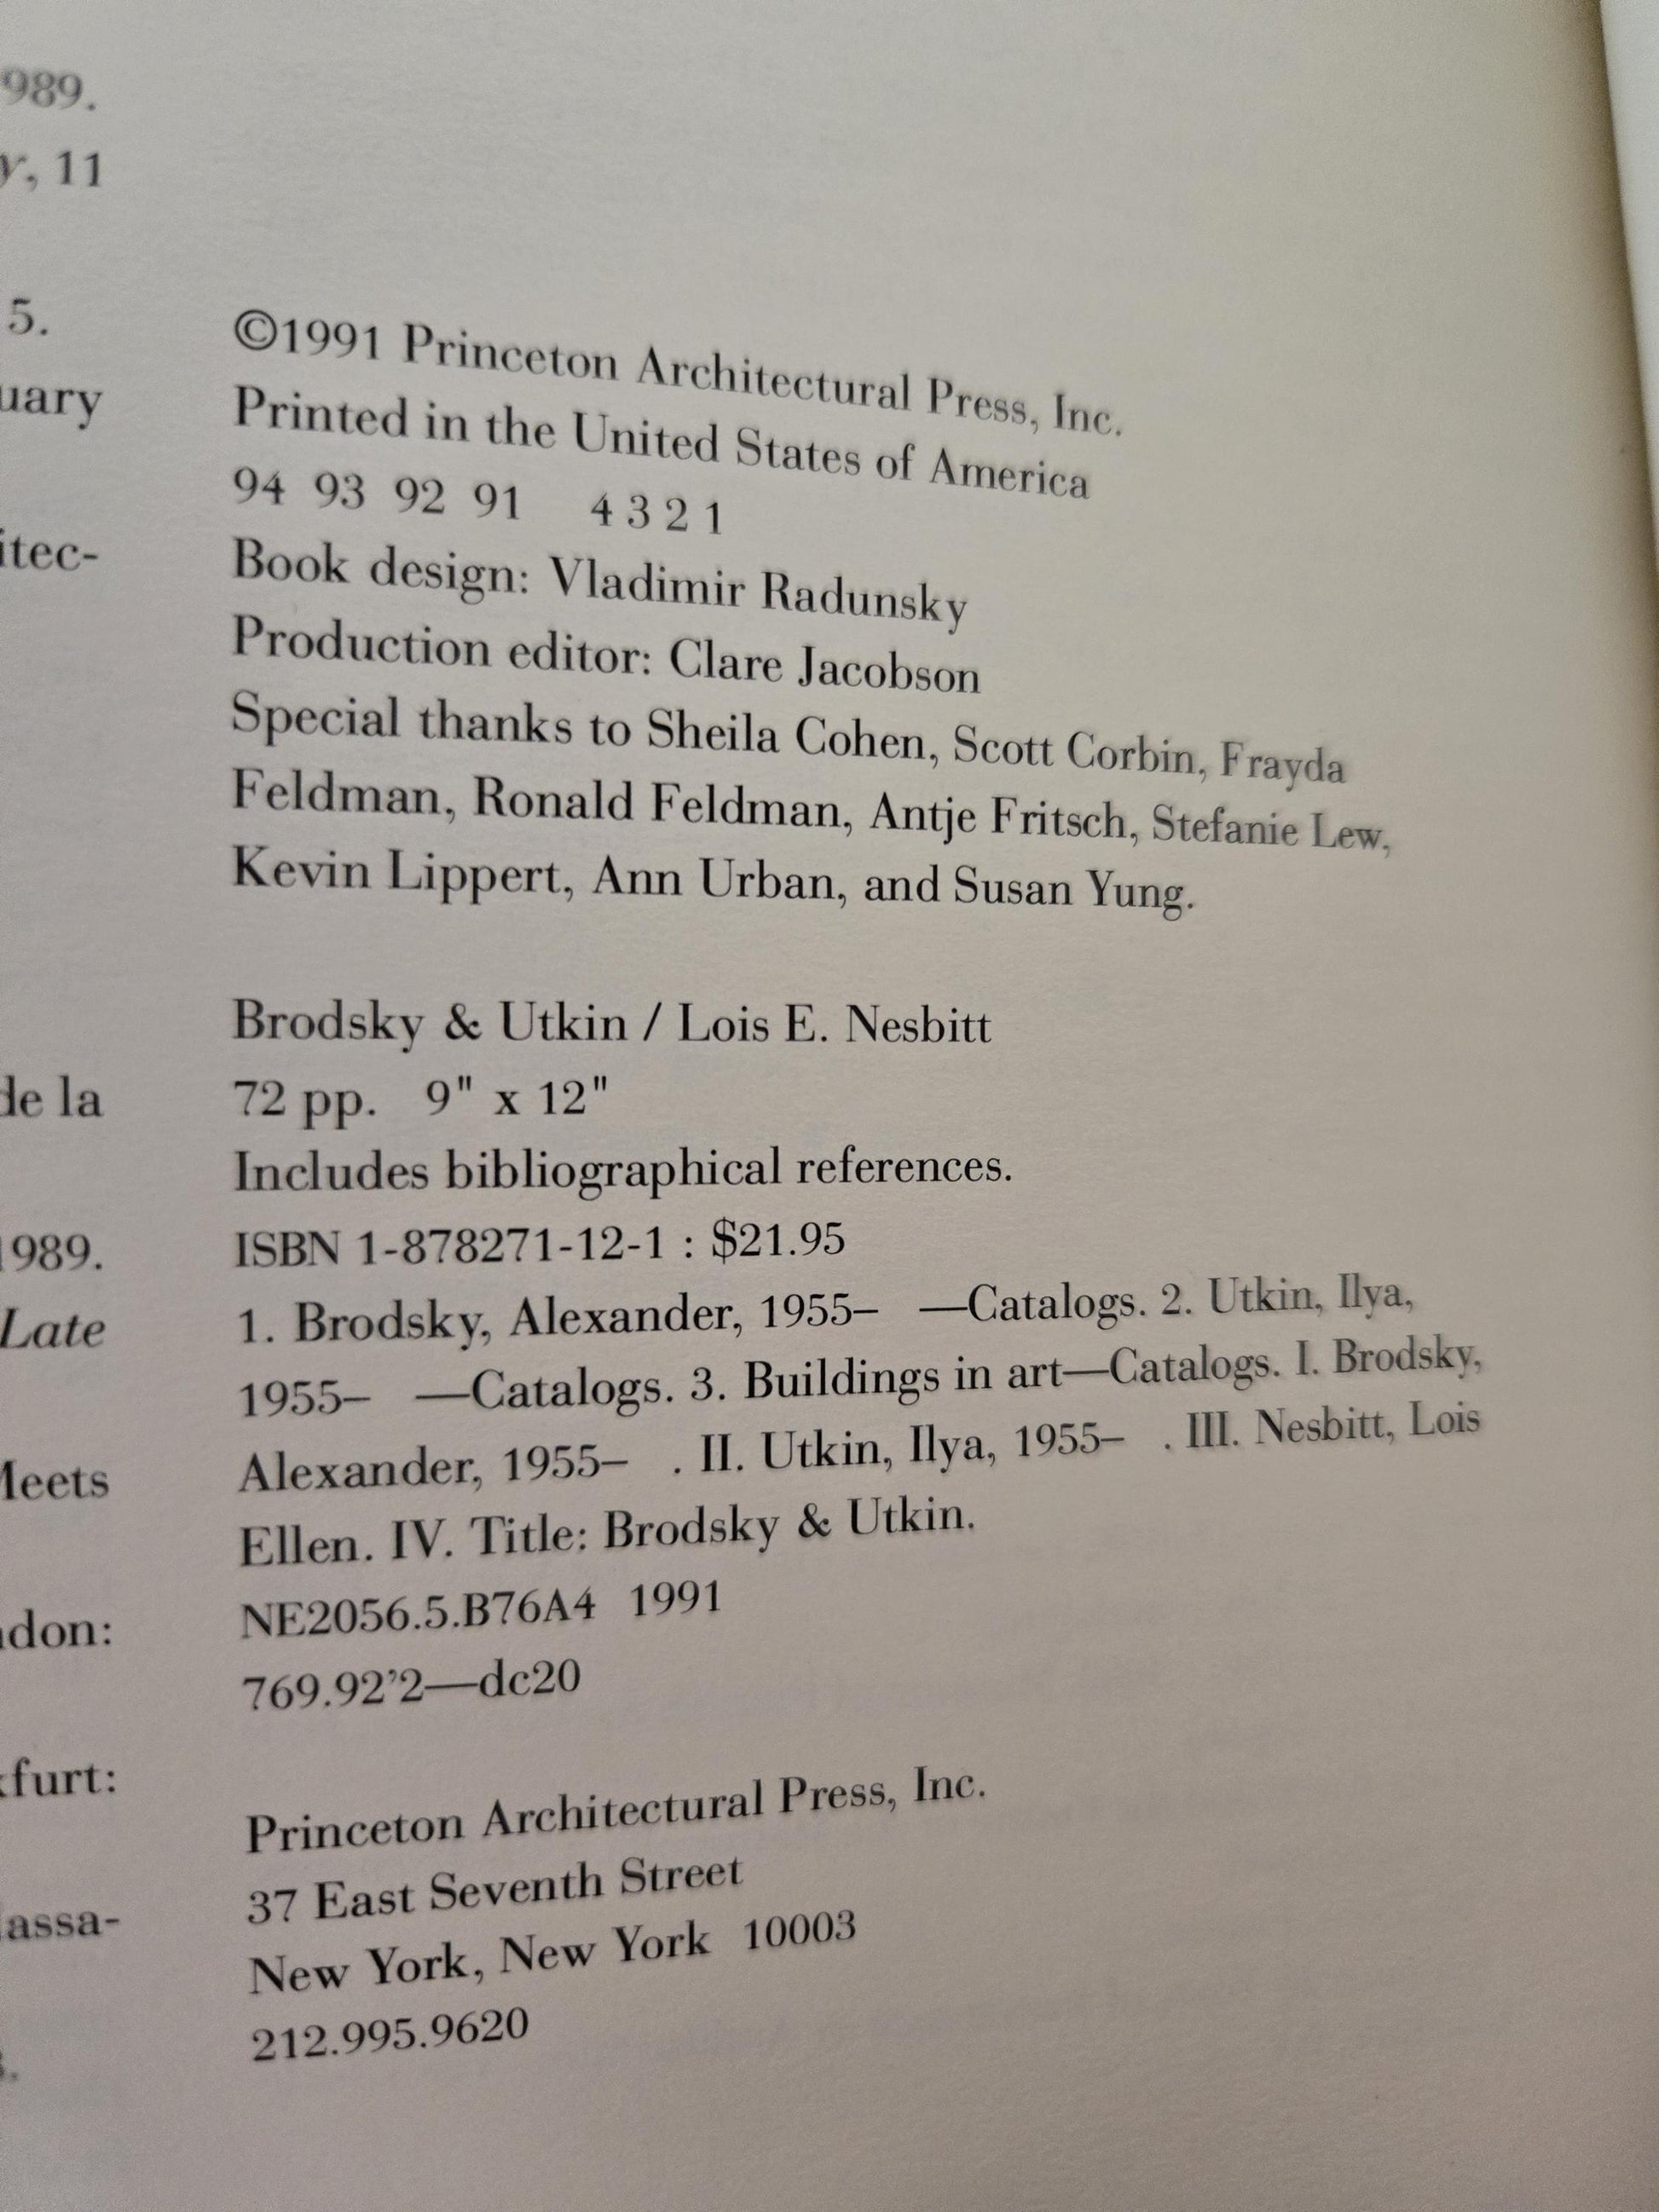 989.
y, 11
5.
uary
itec-
de la
1989.
Late
Meets
ndon:
kfurt:
assa-
©1991 Princeton Architectural Press, Inc.
Printed in the United States of America
94 93 92 91 4 3 2 1
Book design: Vladimir Radunsky
Production editor: Clare Jacobson
Special thanks to Sheila Cohen, Scott Corbin, Frayda
Feldman, Ronald Feldman, Antje Fritsch, Stefanie Lew,
Kevin Lippert, Ann Urban, and Susan Yung.
Brodsky & Utkin / Lois E. Nesbitt
72 pp. 9" x 12"
Includes bibliographical references.
ISBN 1-878271-12-1 : $21.95
1. Brodsky, Alexander, 1955– —Catalogs. 2. Utkin, Ilya,
1955– —Catalogs. 3. Buildings in art—Catalogs. I. Brodsky,
Alexander, 1955– . II. Utkin, Ilya, 1955– . III. Nesbitt, Lois
Ellen. IV. Title: Brodsky & Utkin.
NE2056.5.B76A4 1991
769.92’2—dc20
Princeton Architectural Press, Inc.
37 East Seventh Street
New York, New York 10003
212.995.9620